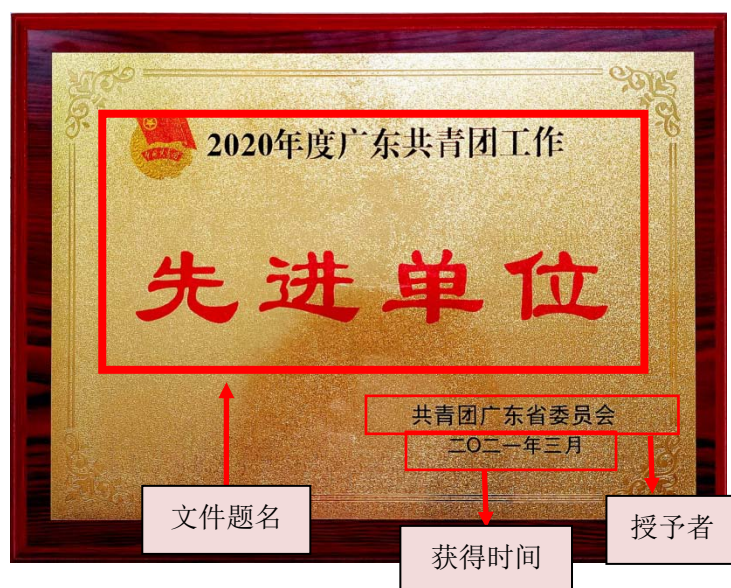 2020年度广东共青团工作
先进单位
共青团广东省委员会
二〇二一年三月
文件题名
获得时间
授予者